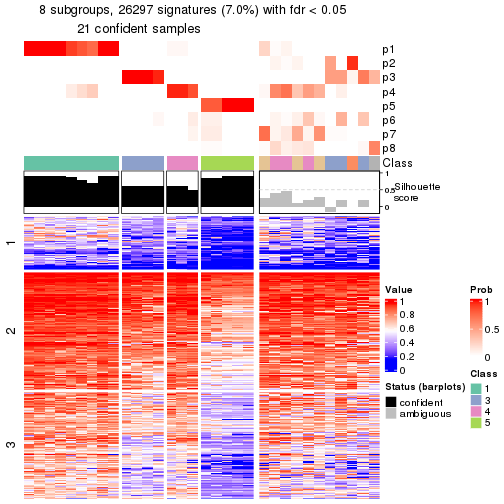 8 subgroups, 26297 signatures (7.0%) with fdr < 0.05
21 confident samples
p1
p2
p3
p4
p5
p6
p7
p8
Class
1
0.5
0
Silhouette
score
1
2
3
Value
1
0.8
0.6
0.4
0.2
0
Status (barplots)
confident
ambiguous
Prob
1
0.5
0
Class
1
3
4
5